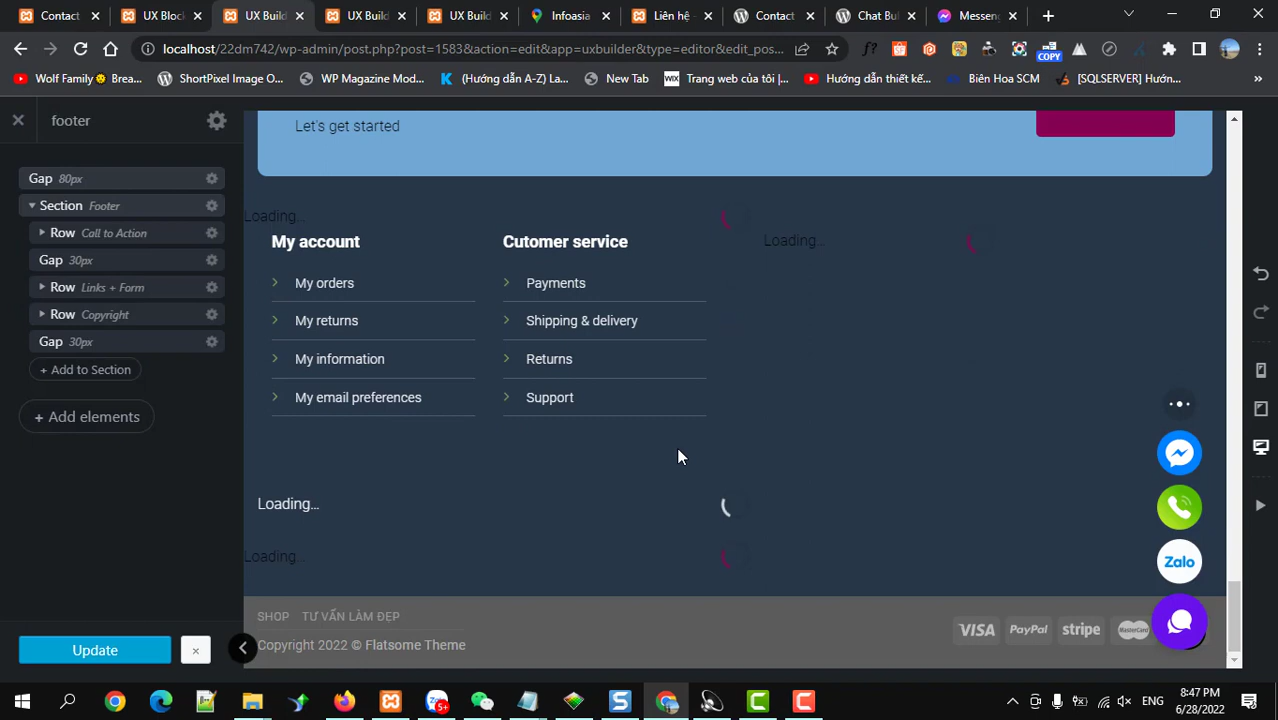 Contact
UX Block
UX Build
UX Build
UX Build
Infoasia
Liên hệ -
Contact
Chat Bu
Messeng
localhost/22dm742/wp-admin/post.php?post=1583&action=edit&app=uxbuilder&type=editor&edit_pos...
f?
COPY
Wolf Family Brea...
ShortPixel Image O...
WP Magazine Mod...
(Hướng dẫn A-Z) La...
New Tab
WIX
Trang web của tôi |...
Hướng dẫn thiết kế...
Biên Hoa SCM
[SQLSERVER] Hướn...
footer
Let's get started
Gap 80px
Section Footer
Row Call to Action
Gap 30px
Row Links + Form
Row Copyright
Gap 30px
+ Add to Section
+ Add elements
Loading...
My account
Cutomer service
Loading...
My orders
Payments
My returns
Shipping & delivery
My information
Returns
My email preferences
Support
Loading...
Zalo
Loading...
SHOP
TƯ VẤN LÀM ĐẸP
VISA
PayPal
stripe
MasterCard
Copyright 2022 © Flatsome Theme
Update
×
5+
ENG
8:47 PM
6/28/2022